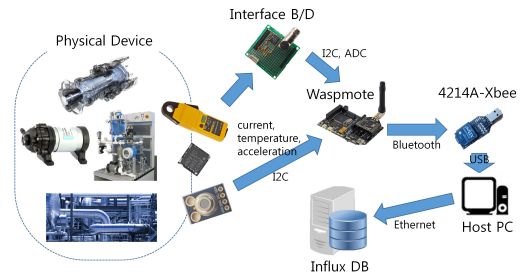 Interface B/D
Physical Device
I2C, ADC
Waspmote
4214A-Xbee
current,
temperature,
acceleration
I2C
Bluetooth
USB
Host PC
Ethernet
Influx DB